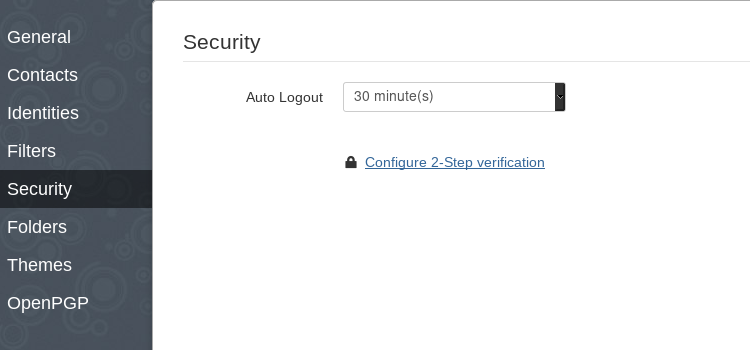 General
Contacts
Identities
Filters
Security
Folders
Themes
OpenPGP
Security
Auto Logout 30 minute(s)
Configure 2-Step verification